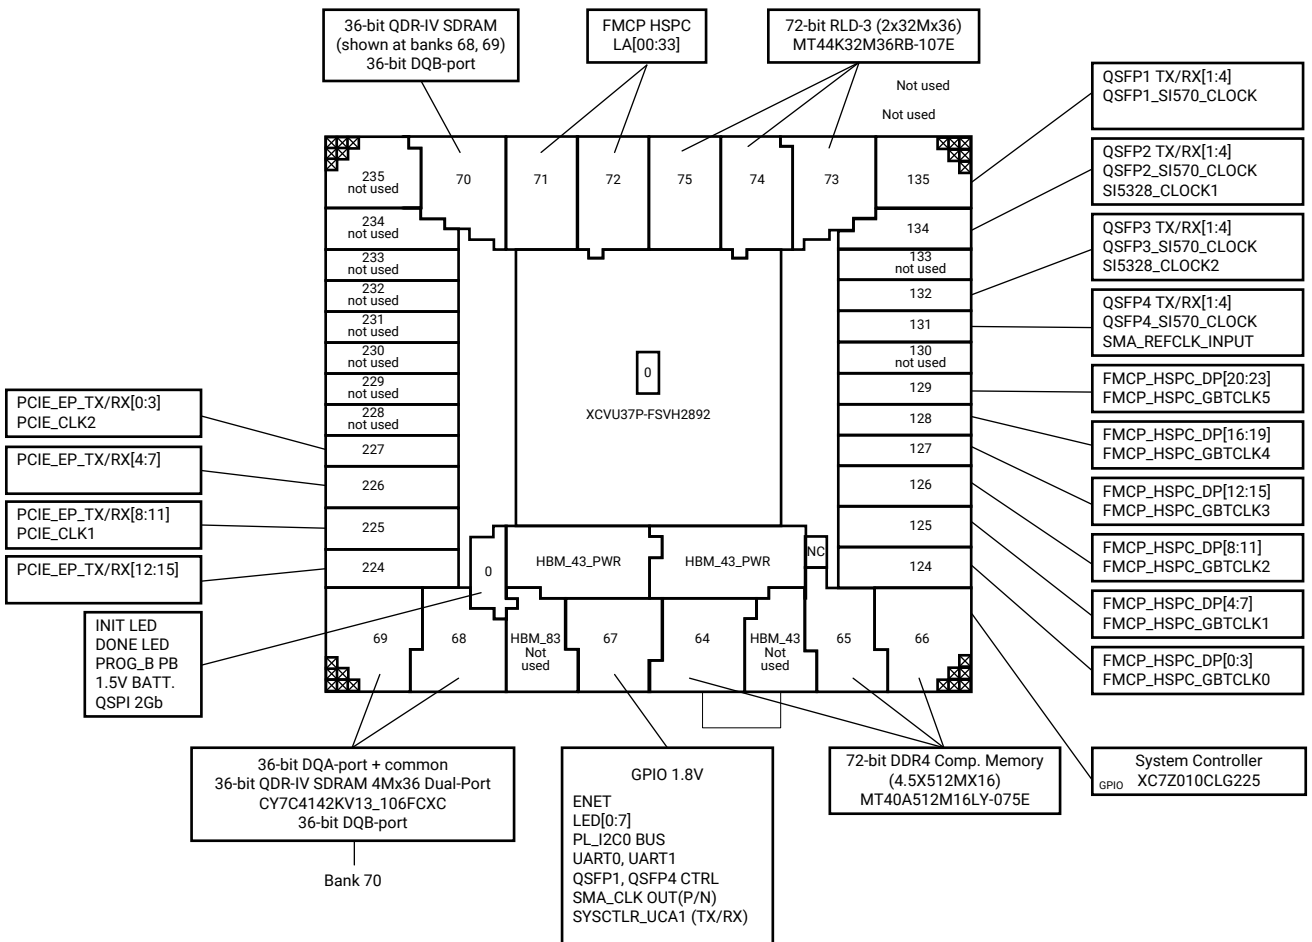 36-bit QDR-IV SDRAM
(shown at banks 68, 69)
36-bit DQB-port
FMCP HSPC
LA[00:33]
72-bit RLD-3 (2x32Mx36)
MT44K32M36RB-107E
Not used
Not used
QSFP1 TX/RX[1:4]
QSFP1_SI570_CLOCK
QSFP2 TX/RX[1:4]
QSFP2_SI570_CLOCK
SI5328_CLOCK1
QSFP3 TX/RX[1:4]
QSFP3_SI570_CLOCK
SI5328_CLOCK2
QSFP4 TX/RX[1:4]
QSFP4_SI570_CLOCK
SMA_REFCLK_INPUT
FMCP_HSPC_DP[20:23]
FMCP_HSPC_GBTCLK5
FMCP_HSPC_DP[16:19]
FMCP_HSPC_GBTCLK4
FMCP_HSPC_DP[12:15]
FMCP_HSPC_GBTCLK3
FMCP_HSPC_DP[8:11]
FMCP_HSPC_GBTCLK2
FMCP_HSPC_DP[4:7]
FMCP_HSPC_GBTCLK1
FMCP_HSPC_DP[0:3]
FMCP_HSPC_GBTCLK0
System Controller
GPIO XC7Z010CLG225
235
not used
70
71
72
75
74
73
135
234
not used
233
not used
232
not used
231
not used
230
not used
229
not used
228
not used
227
226
225
224
134
133
not used
132
131
130
not used
129
128
127
126
125
124
0
XCVU37P-FSVH2892
0
HBM_43_PWR
HBM_43_PWR
NC
69
68
HBM_83
Not
used
67
64
HBM_43
Not
used
65
66
PCIE_EP_TX/RX[0:3]
PCIE_CLK2
PCIE_EP_TX/RX[4:7]
PCIE_EP_TX/RX[8:11]
PCIE_CLK1
PCIE_EP_TX/RX[12:15]
INIT LED
DONE LED
PROG_B PB
1.5V BATT.
QSPI 2Gb
36-bit DQA-port + common
36-bit QDR-IV SDRAM 4Mx36 Dual-Port
CY7C4142KV13_106FCXC
36-bit DQB-port
Bank 70
GPIO 1.8V
ENET
LED[0:7]
PL_I2C0 BUS
UART0, UART1
QSFP1, QSFP4 CTRL
SMA_CLK OUT(P/N)
SYSCTLR_UCA1 (TX/RX)
72-bit DDR4 Comp. Memory
(4.5X512MX16)
MT40A512M16LY-075E